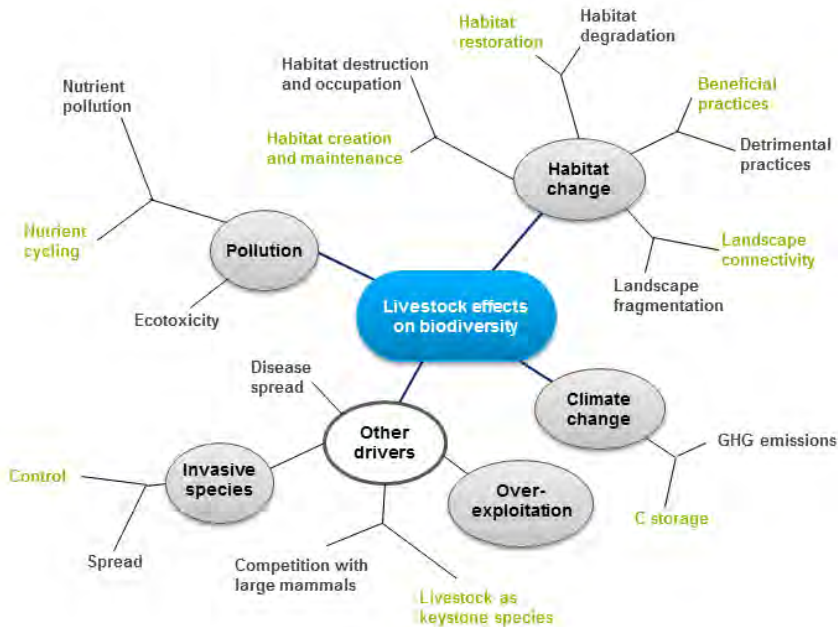 Habitat
restoration
Habitat
degradation
Habitat destruction
and occupation
Nutrient
pollution
Beneficial
practices
Habitat creation
and maintenance
Detrimental
practices
Habitat
change
Nutrient
cycling
Pollution
Landscape
connectivity
Landscape
fragmentation
Ecotoxicity
Livestock effects
on biodiversity
Disease
spread
Climate
change
Other
drivers
GHG emissions
Control
Invasive
species
Over-
exploitation
C storage
Spread
Competition with
large mammals
Livestock as
keystone species